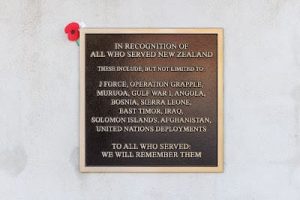 IN RECOGNITION OF
ALL WHO SERVED NEW ZEALAND
THESE INCLUDE, BUT NOT LIMITED TO:
J FORCE, OPERATION GRAPPLE,
MURUOA, GULF WAR I, ANGOLA,
BOSNIA, SIERRA LEONE,
EAST TIMOR, IRAQ,
SOLOMON ISLANDS, AFGHANISTAN,
UNITED NATIONS DEPLOYMENTS
TO ALL WHO SERVED:
WE WILL REMEMBER THEM